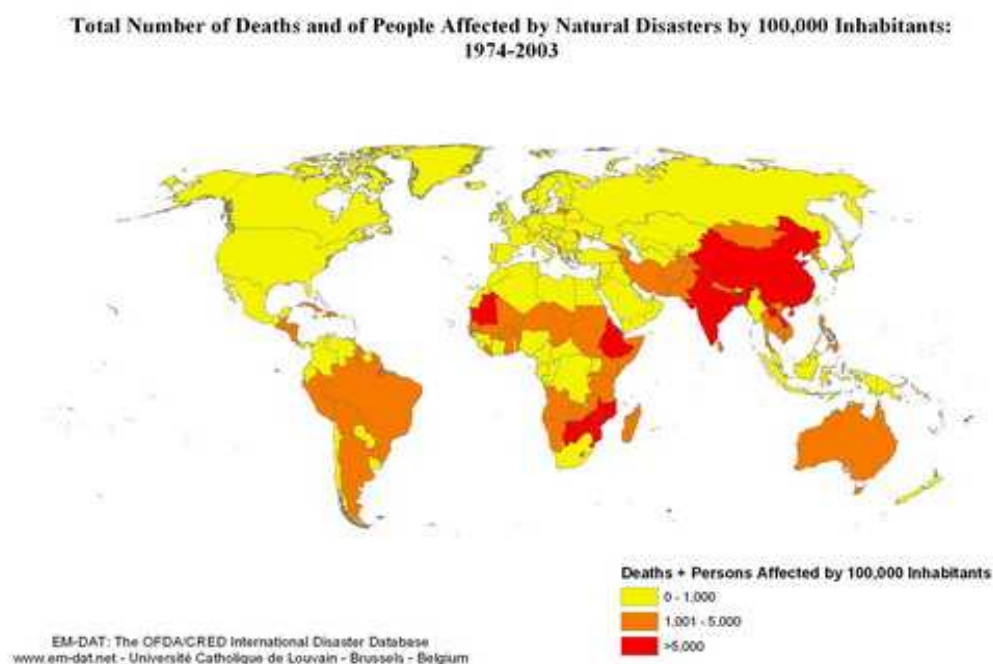 Total Number of Deaths and of People Affected by Natural Disasters by 100,000 Inhabitants:
1974-2003
Deaths + Persons Affected by 100,000 Inhabitants
0 - 1,000
1,001 - 5,000
>5,000
EM-DAT: The OFDA/CRED International Disaster Database
www.em-dat.net - Université Catholique de Louvain - Brussels - Belgium